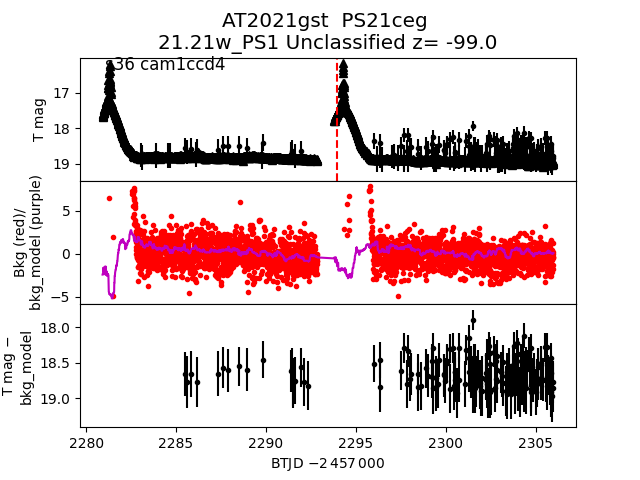 AT2021gst PS21ceg
21.21w_PS1 Unclassified z= -99.0
s36 cam1ccd4
T mag
17
18
19
Bkg (red)/
bkg_model (purple)
5
0
−5
T mag −
bkg_model
18.0
18.5
19.0
2280 2285 2290 2295 2300 2305
BTJD −2 457 000